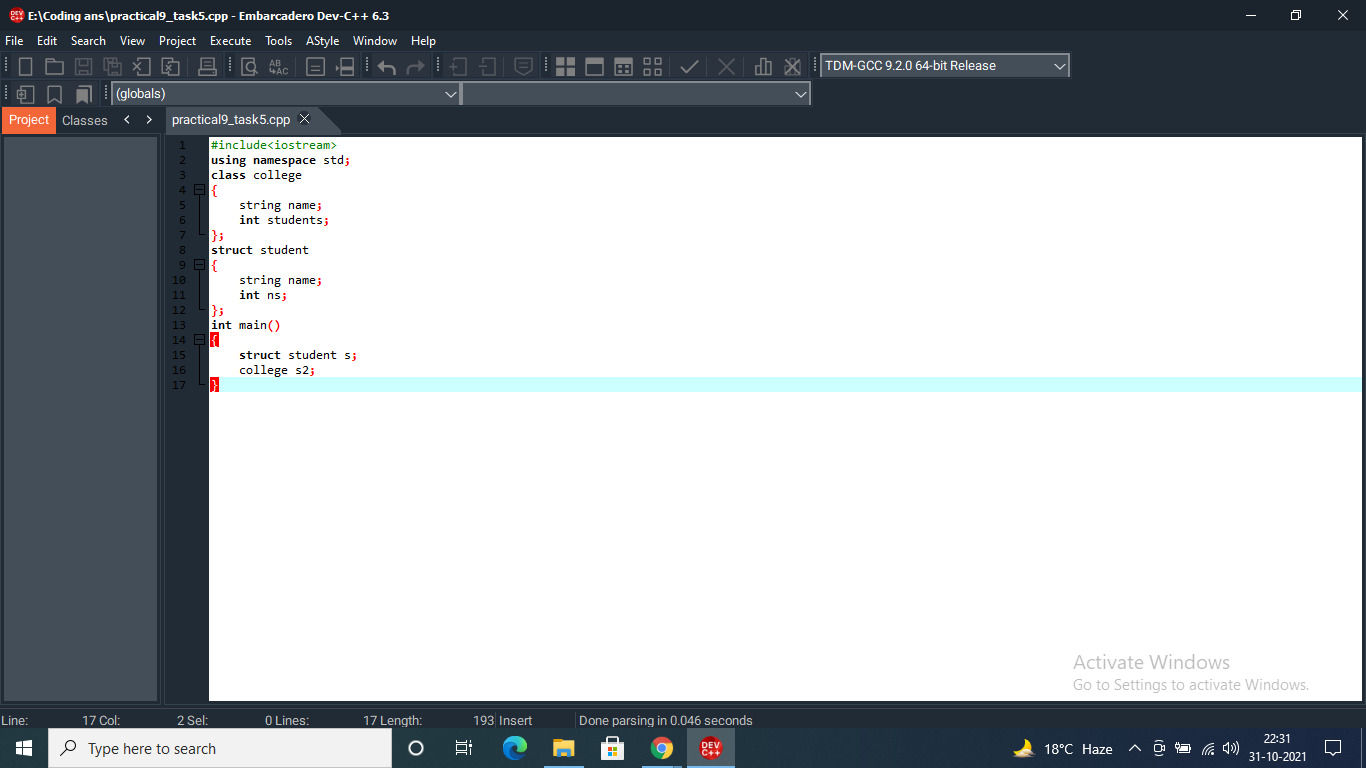 DEV C++ E:\Coding ans\practical9_task5.cpp - Embarcadero Dev-C++ 6.3
File Edit Search View Project Execute Tools AStyle Window Help
AB AC TDM-GCC 9.2.0 64-bit Release
(globals)
Project Classes practical9_task5.cpp
1 #include<iostream>
2 using namespace std;
3 class college
4 {
5 string name;
6 int students;
7 };
8 struct student
9 {
10 string name;
11 int ns;
12 };
13 int main()
14 {
15 struct student s;
16 college s2;
17 }
Activate Windows
Go to Settings to activate Windows.
Line: 17 Col: 2 Sel: 0 Lines: 17 Length: 193 Insert Done parsing in 0.046 seconds
Type here to search DEV C++ 18°C Haze 22:31
31-10-2021